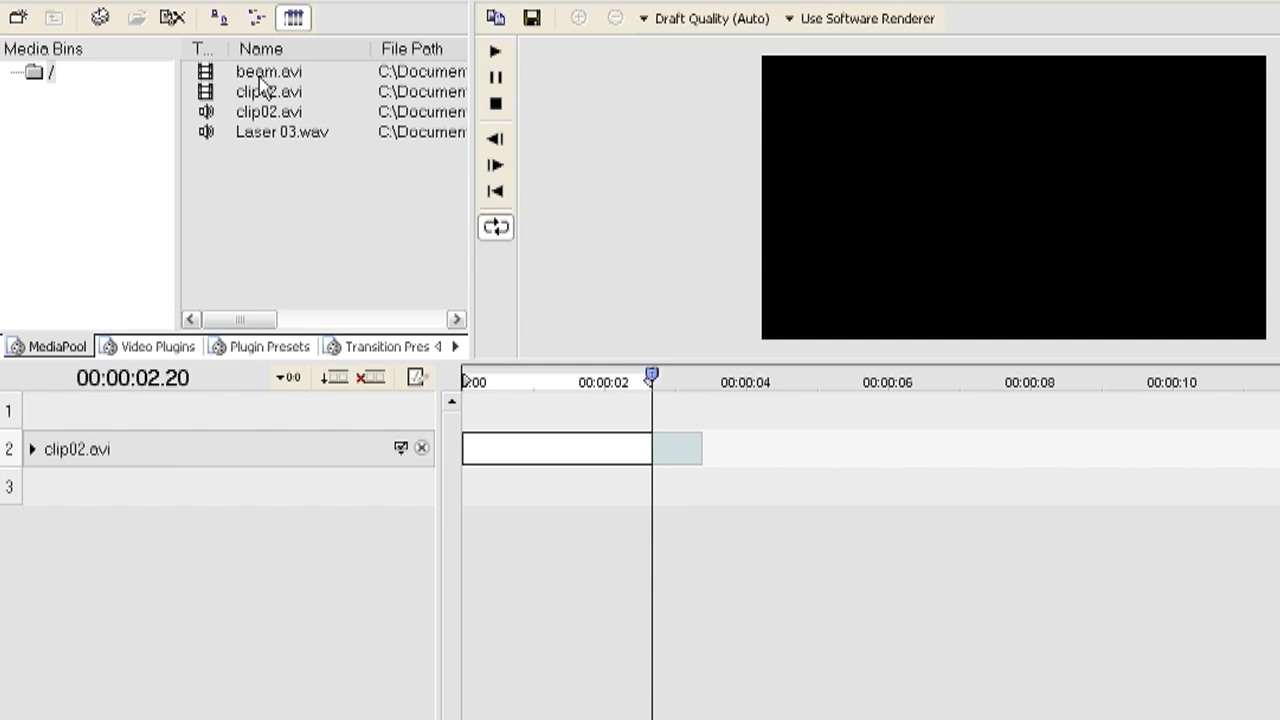 Draft Quality (Auto) Use Software Renderer
Media Bins T... Name File Path
/ beam.avi C:\Documen
C:\Documen
clip02.avi C:\Documen
Laser 03.wav C:\Documen
MediaPool Video Plugins Plugin Presets Transition Pres
00:00:02.20 00:00:02 00:00:04 00:00:06 00:00:08 00:00:10
1
2 clip02.avi
3